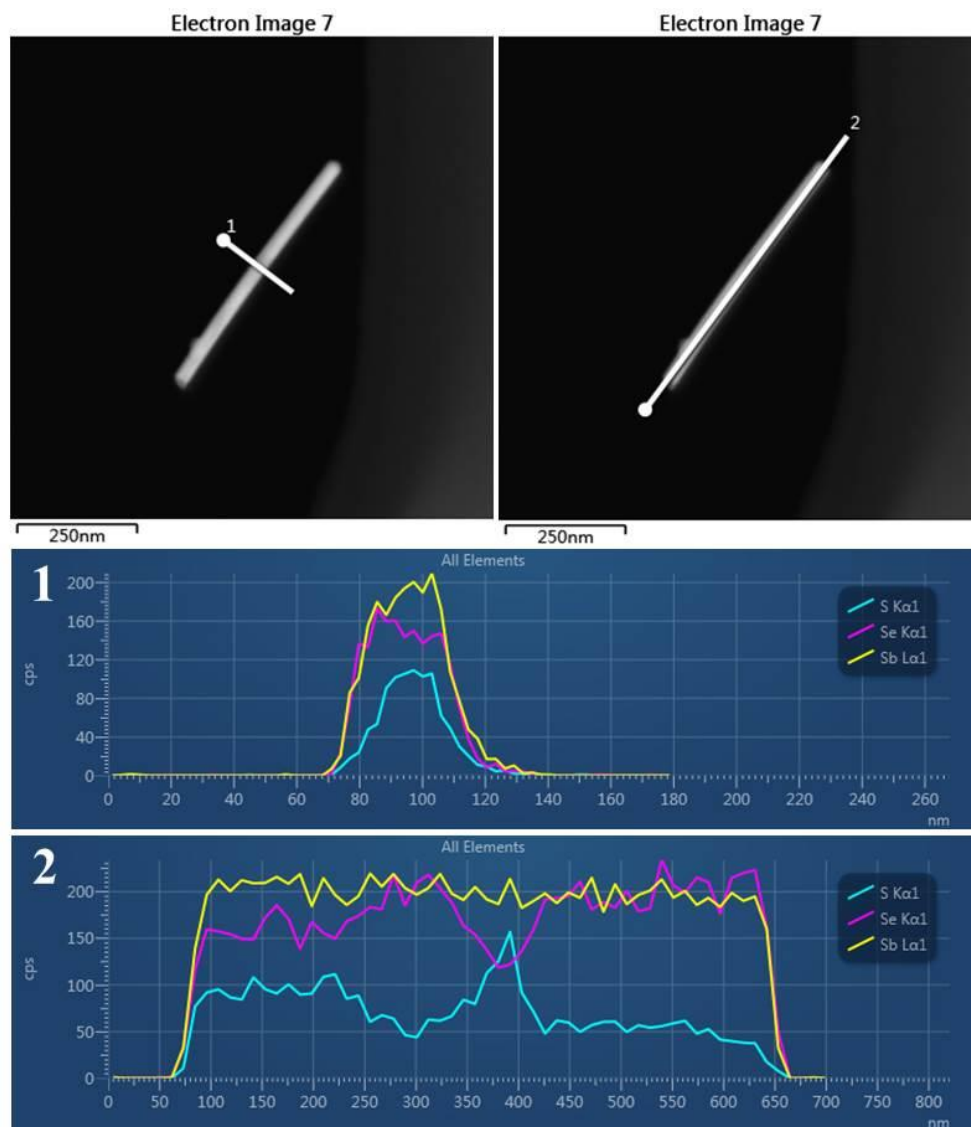 Electron Image 7
Electron Image 7
1
2
250nm
250nm
1
All Elements
200
160
120
80
40
0
cps
S Kα1
Se Kα1
Sb Lα1
0 20 40 60 80 100 120 140 160 180 200 220 240 260
nm
2
All Elements
200
150
100
50
0
cps
S Kα1
Se Kα1
Sb Lα1
0 50 100 150 200 250 300 350 400 450 500 550 600 650 700 750 800
nm